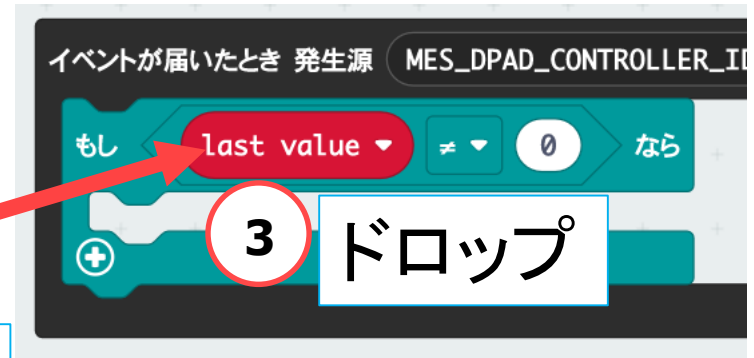 イベントが届いたとき 発生源 MES_DPAD_CONTROLLER_ID
もし last value ≠ 0 なら
3 ドロップ